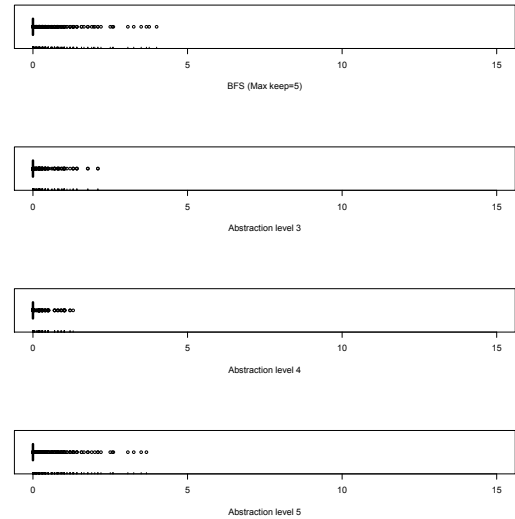 0 5 10 15
BFS (Max keep=5)
0 5 10 15
Abstraction level 3
0 5 10 15
Abstraction level 4
0 5 10 15
Abstraction level 5